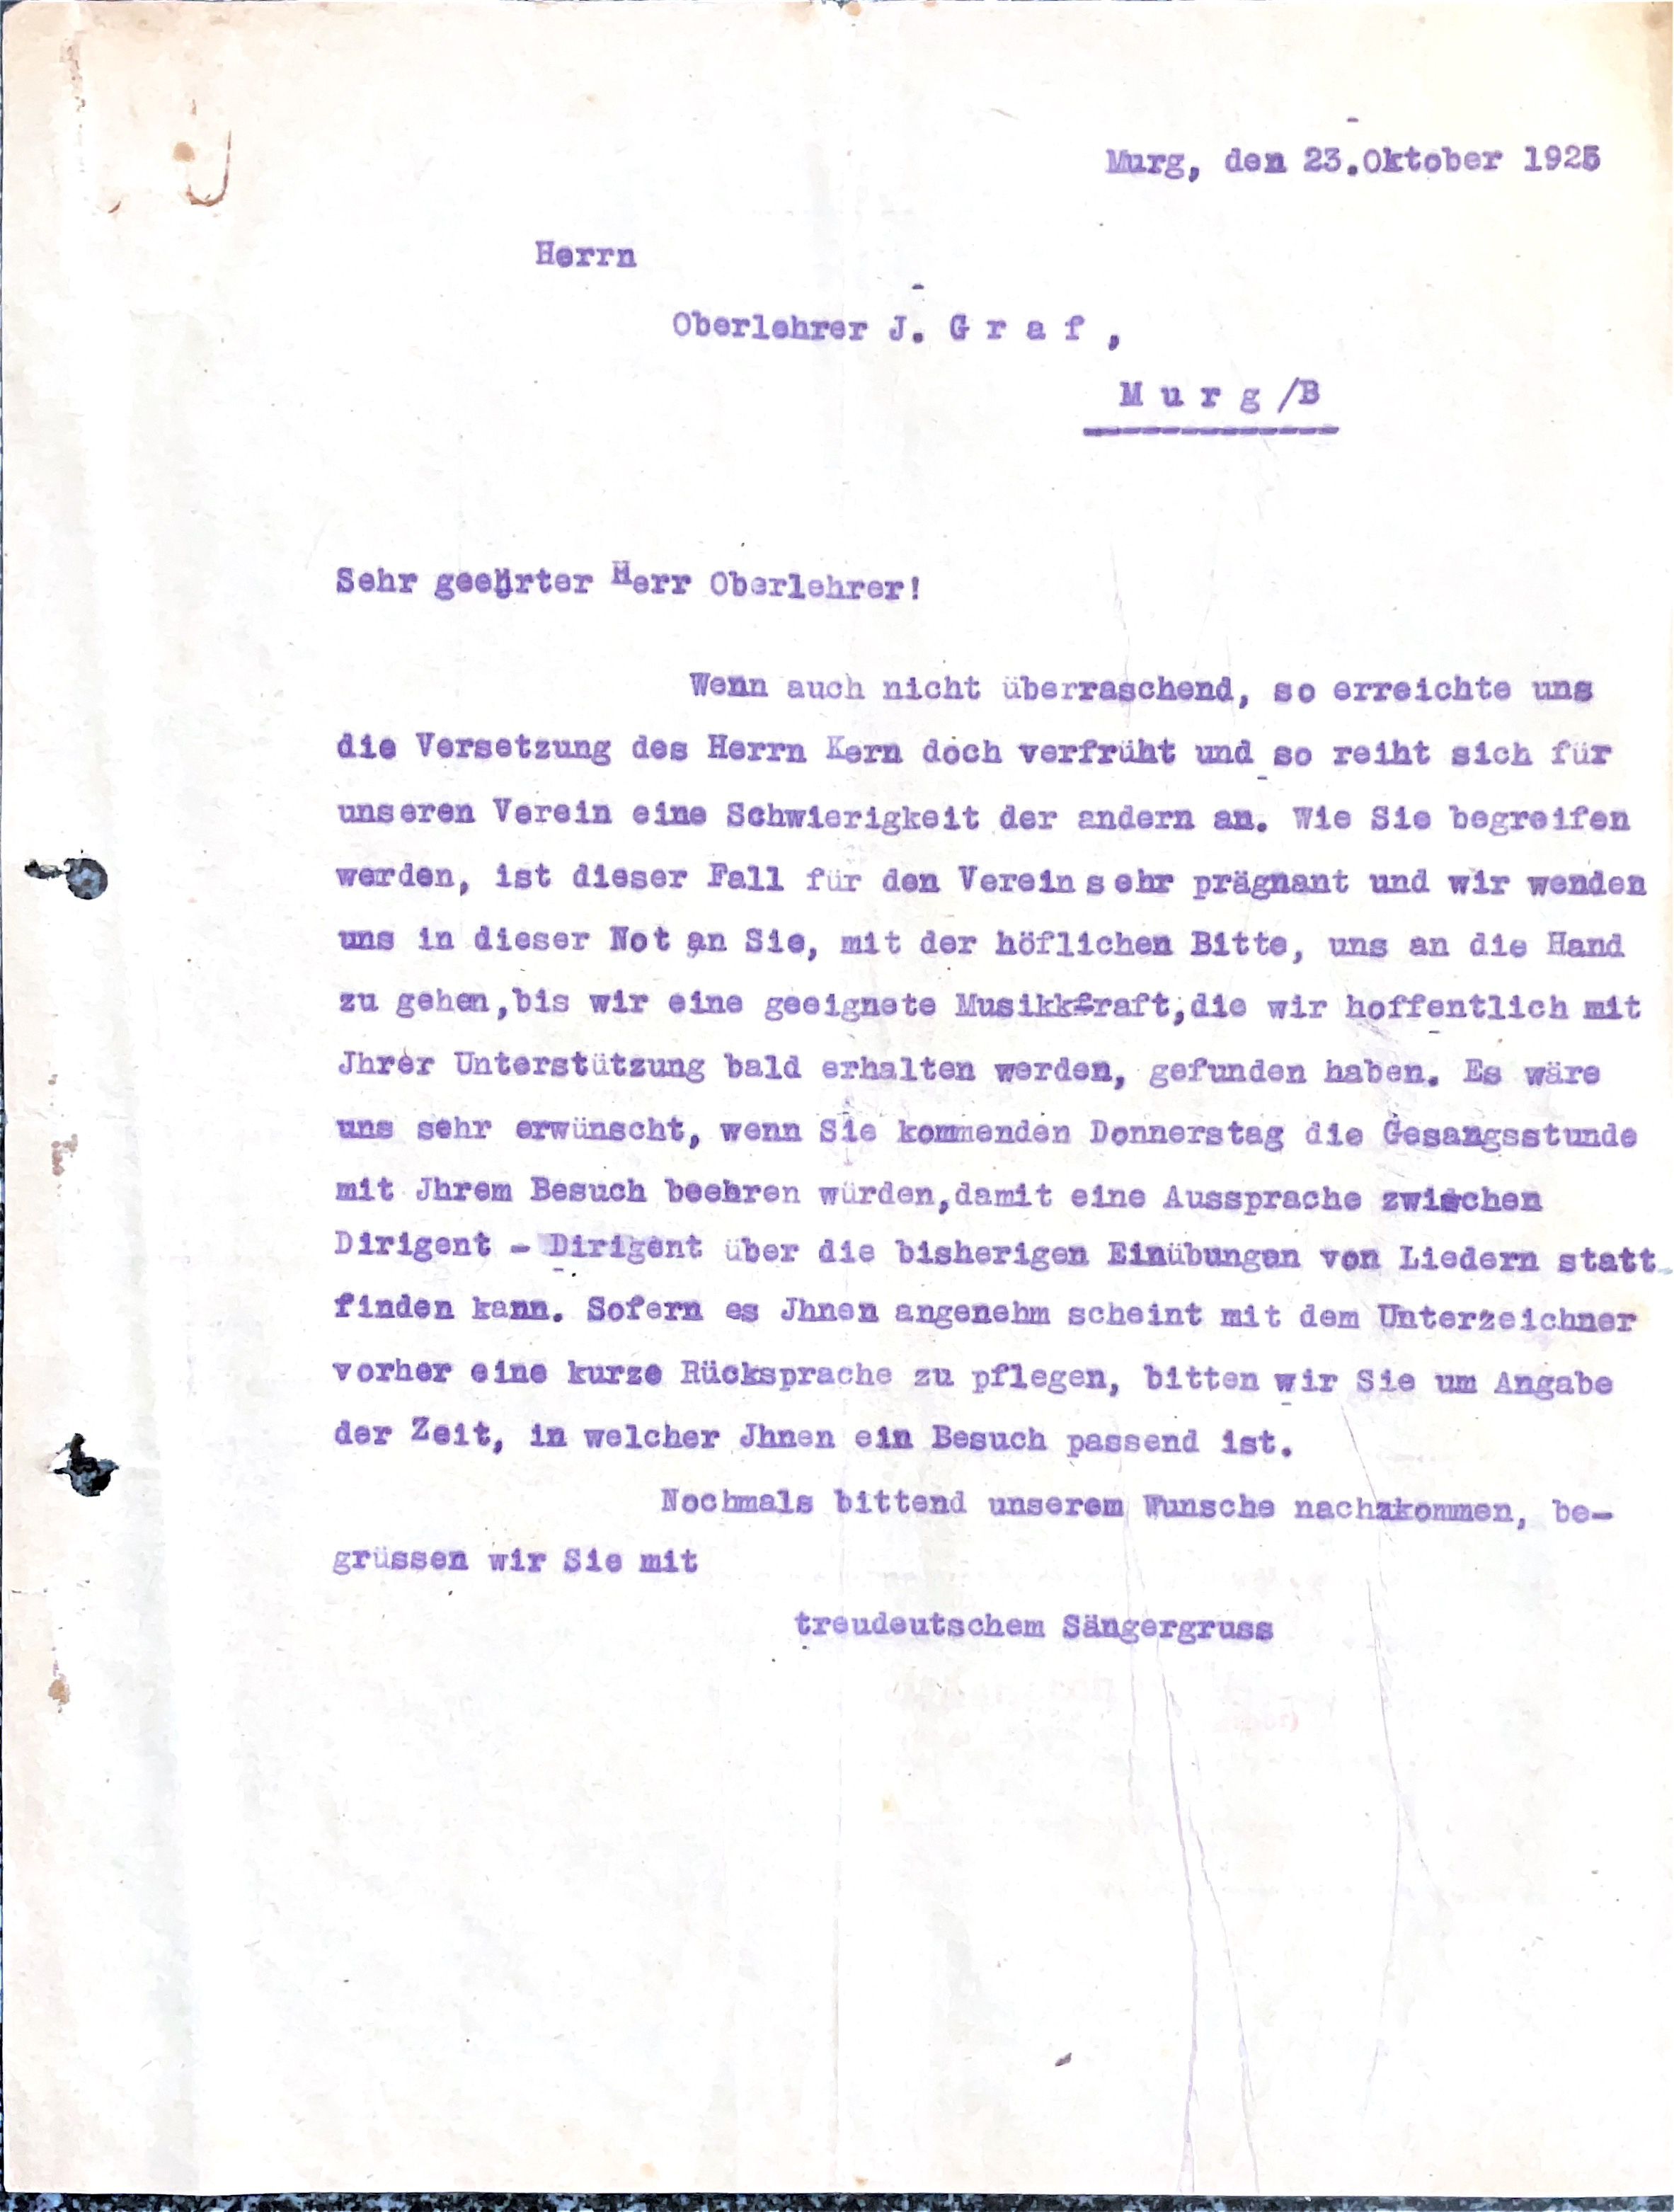 Murg, den 23.Oktober 1925
Herrn
Oberlehrer J. G r a f ,
M u r g /B
Sehr geehrter Herr Oberlehrer!
Wenn auch nicht überraschend, so erreichte uns
die Versetzung des Herrn Kern doch verfrüht und so reiht sich für
unseren Verein eine Schwierigkeit der andern an. Wie Sie begreifen
werden, ist dieser Fall für den Verein sehr prägnant und wir wenden
uns in dieser Not an Sie, mit der höflichen Bitte, uns an die Hand
zu gehen,bis wir eine geeignete Musikkraft,die wir hoffentlich mit
Jhrer Unterstützung bald erhalten werden, gefunden haben. Es wäre
uns sehr erwünscht, wenn Sie kommenden Donnerstag die Gesangsstunde
mit Jhrem Besuch beehren würden,damit eine Aussprache zwischen
Dirigent - Dirigent über die bisherigen Einübungen von Liedern statt
finden kann. Sofern es Jhnen angenehm scheint mit dem Unterzeichner
vorher eine kurze Rücksprache zu pflegen, bitten wir Sie um Angabe
der Zeit, in welcher Jhnen ein Besuch passend ist.
Nochmals bittend unserem Wunsche nachzkommen, be-
grüssen wir Sie mit
treudeutschem Sängergruss